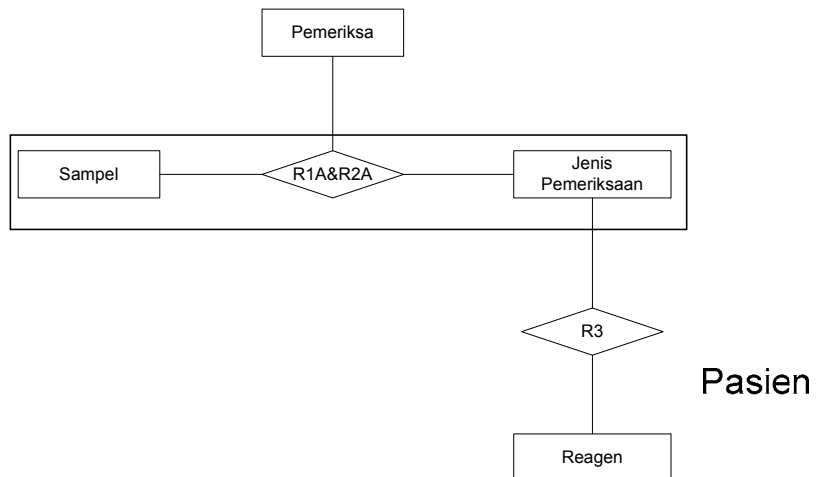 Pemeriksa
Sampel
R1A&R2A
Jenis
Pemeriksaan
R3
Pasien
Reagen